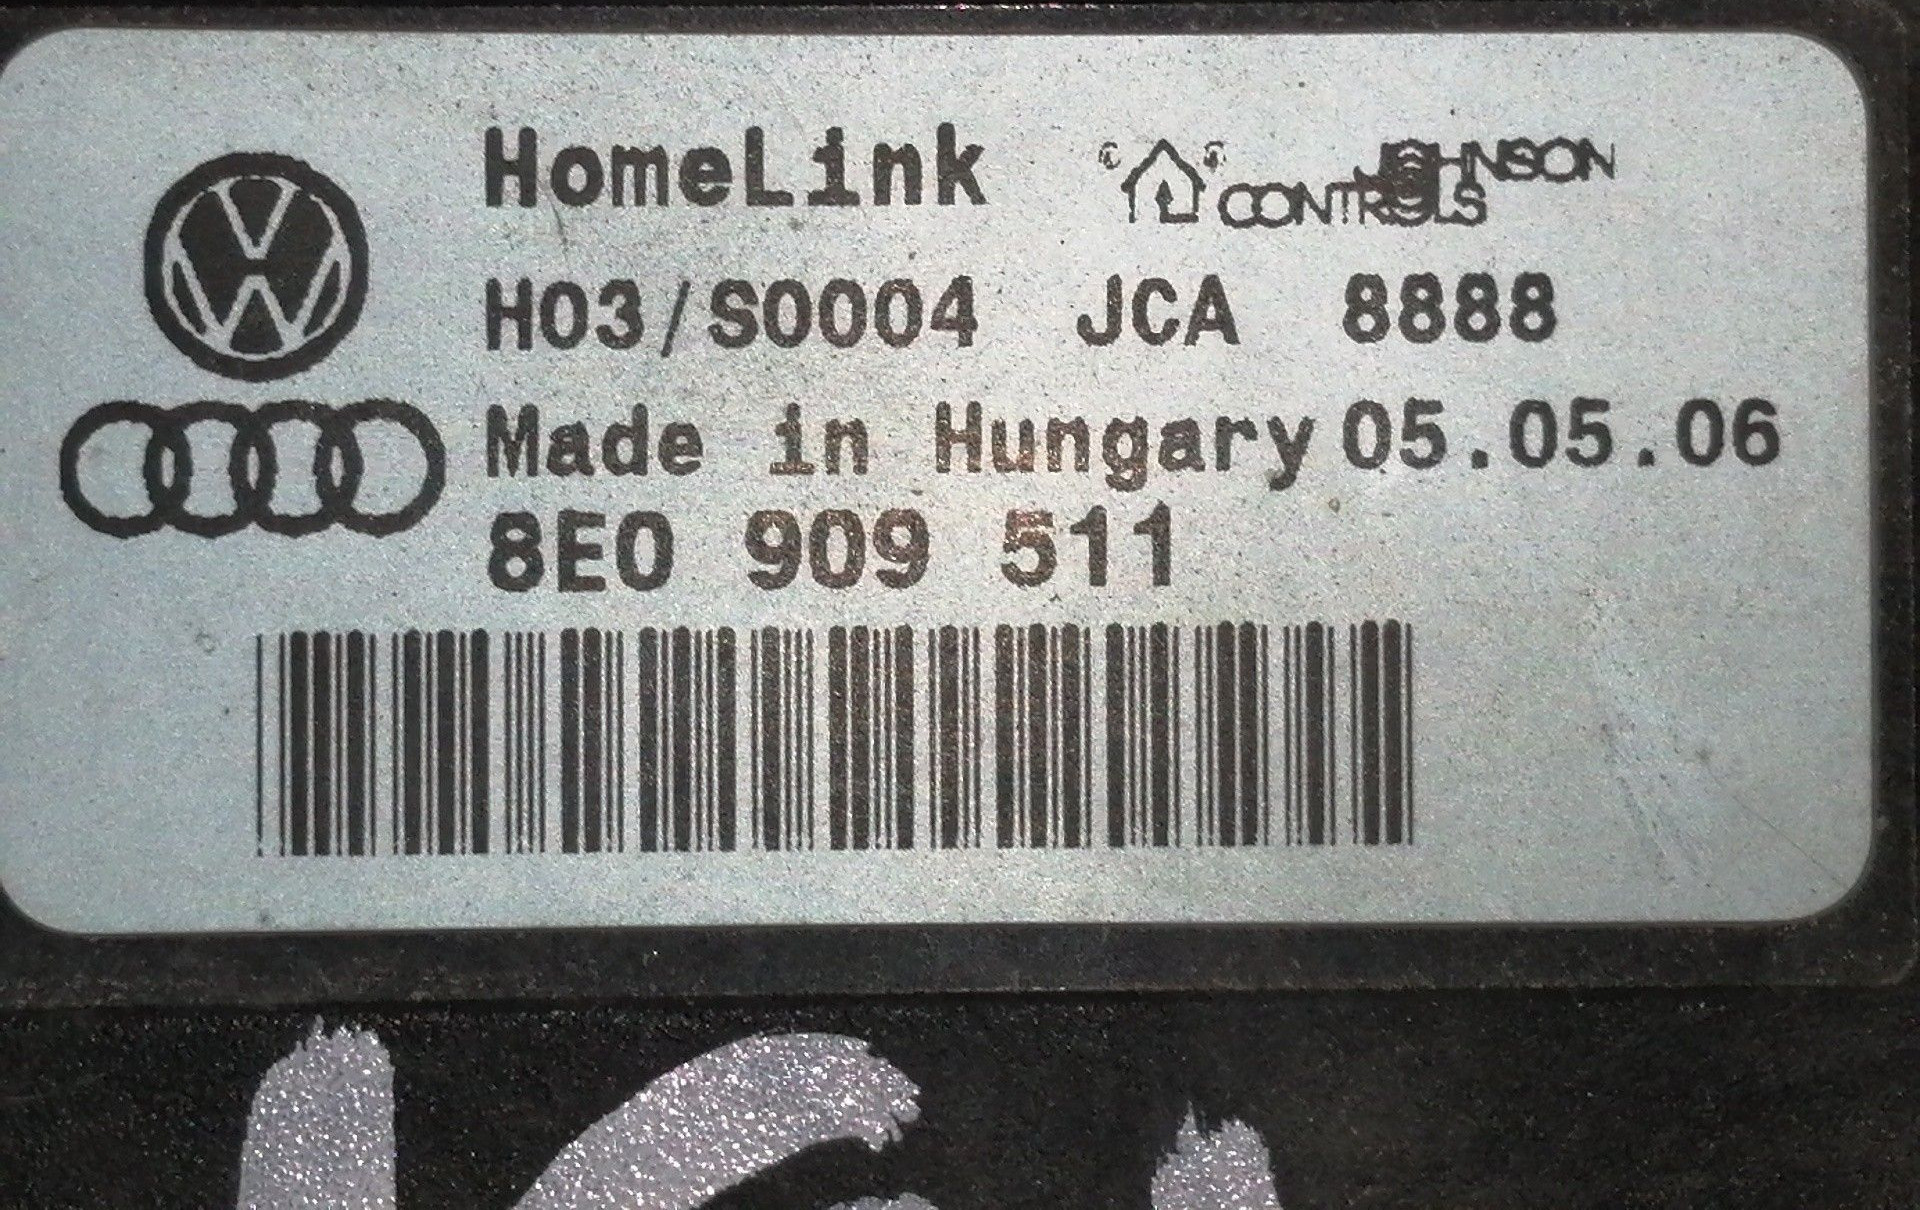 HomeLink JOHNSON CONTROLS
H03/S0004 JCA 8888
Made in Hungary 05.05.06
8E0 909 511